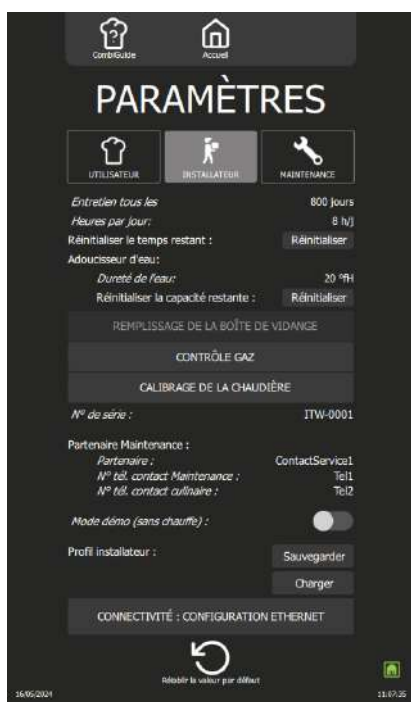 CombiGuide Accueil
PARAMÈTRES
UTILISATEUR INSTALLATEUR MAINTENANCE
Entretien tous les 800 jours
Heures par jour: 8 h/j
Réinitialiser le temps restant : Réinitialiser
Adoucisseur d'eau:
Dureté de l'eau: 20 °fH
Réinitialiser la capacité restante : Réinitialiser
REMPLISSAGE DE LA BOÎTE DE VIDANGE
CONTRÔLE GAZ
CALIBRAGE DE LA CHAUDIÈRE
N° de série : ITW-0001
Partenaire Maintenance :
Partenaire : ContactService1
N° tél. contact Maintenance : Tel1
N° tél. contact culinaire : Tel2
Mode démo (sans chauffe) :
Profil installateur : Sauvegarder
Charger
CONNECTIVITÉ : CONFIGURATION ETHERNET
Rétablir la valeur par défaut
16/05/2024 11:07:35